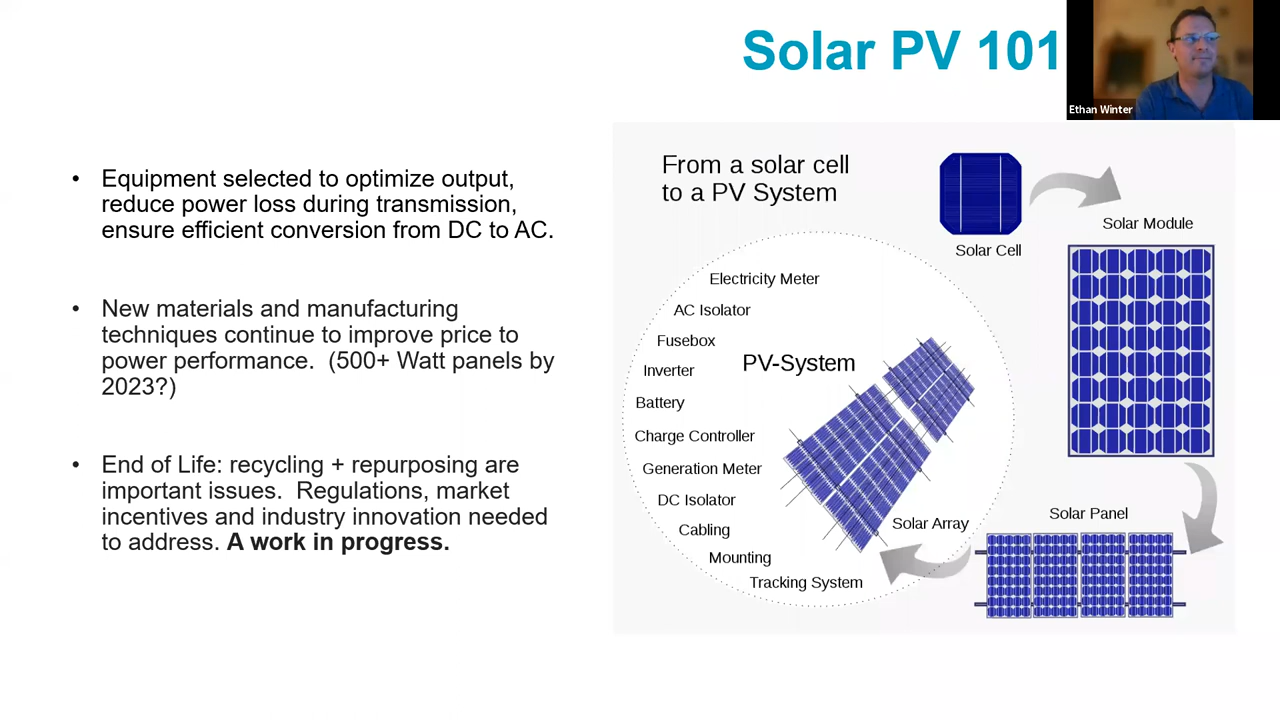 Solar PV 101
Ethan Winter
• Equipment selected to optimize output,
reduce power loss during transmission,
ensure efficient conversion from DC to AC.
• New materials and manufacturing
techniques continue to improve price to
power performance.  (500+ Watt panels by
2023?)
• End of Life: recycling + repurposing are
important issues.  Regulations, market
incentives and industry innovation needed
to address. A work in progress.
From a solar cell
to a PV System
Solar Cell
Solar Module
Electricity Meter
AC Isolator
Fusebox
PV-System
Inverter
Battery
Charge Controller
Generation Meter
DC Isolator
Cabling
Mounting
Tracking System
Solar Array
Solar Panel